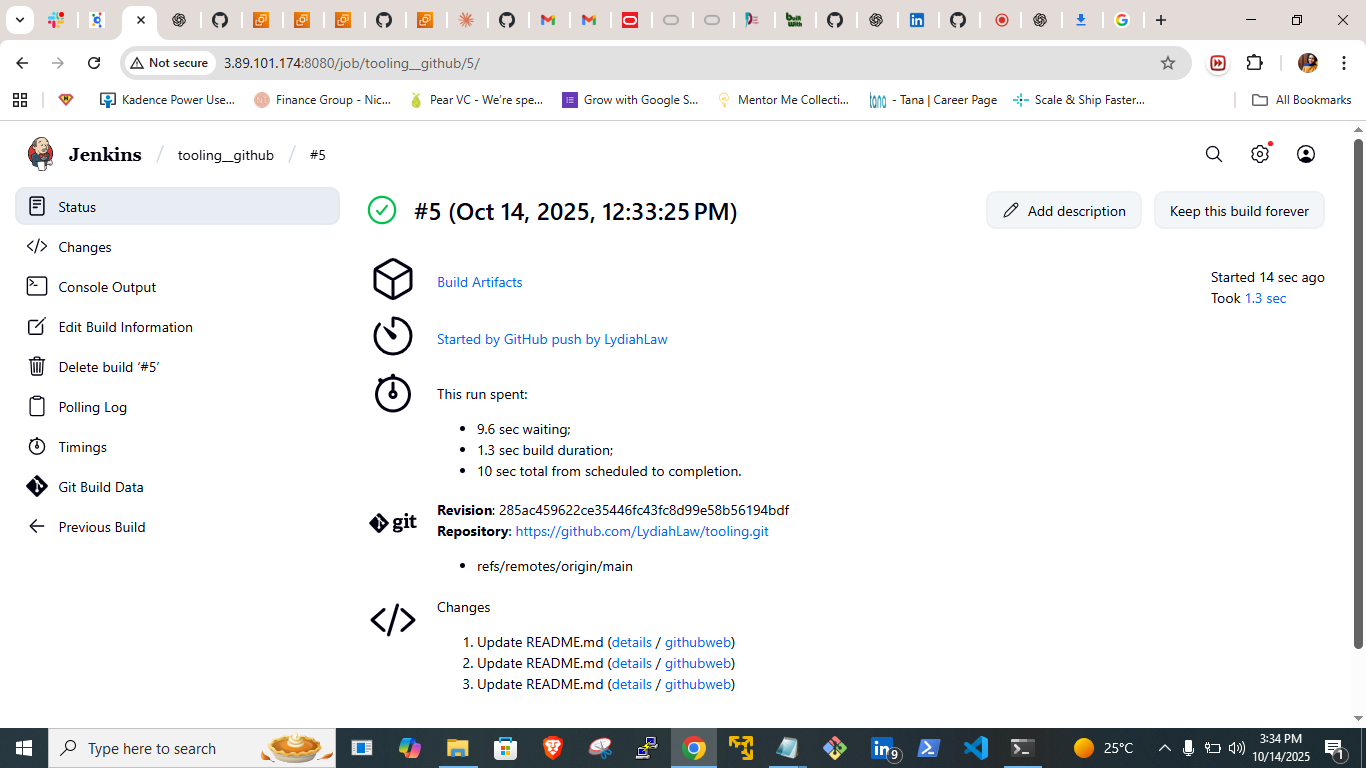 Not secure
3.89.101.174:8080/job/tooling__github/5/
Kadence Power Use...
Finance Group - Nic...
Pear VC - We're spe...
Grow with Google S...
Mentor Me Collecti...
- Tana | Career Page
Scale & Ship Faster...
All Bookmarks
Jenkins / tooling__github / #5
Status
Changes
Console Output
Edit Build Information
Delete build ‘#5’
Polling Log
Timings
Git Build Data
Previous Build
#5 (Oct 14, 2025, 12:33:25 PM)
Add description
Keep this build forever
Build Artifacts
Started 14 sec ago
Took 1.3 sec
Started by GitHub push by LydiahLaw
This run spent:
9.6 sec waiting;
1.3 sec build duration;
10 sec total from scheduled to completion.
git
Revision: 285ac459622ce35446fc43fc8d99e58b56194bdf
Repository: https://github.com/LydiahLaw/tooling.git
refs/remotes/origin/main
Changes
1. Update README.md (details / githubweb)
2. Update README.md (details / githubweb)
3. Update README.md (details / githubweb)
Type here to search
9
25°C
3:34 PM
10/14/2025
1